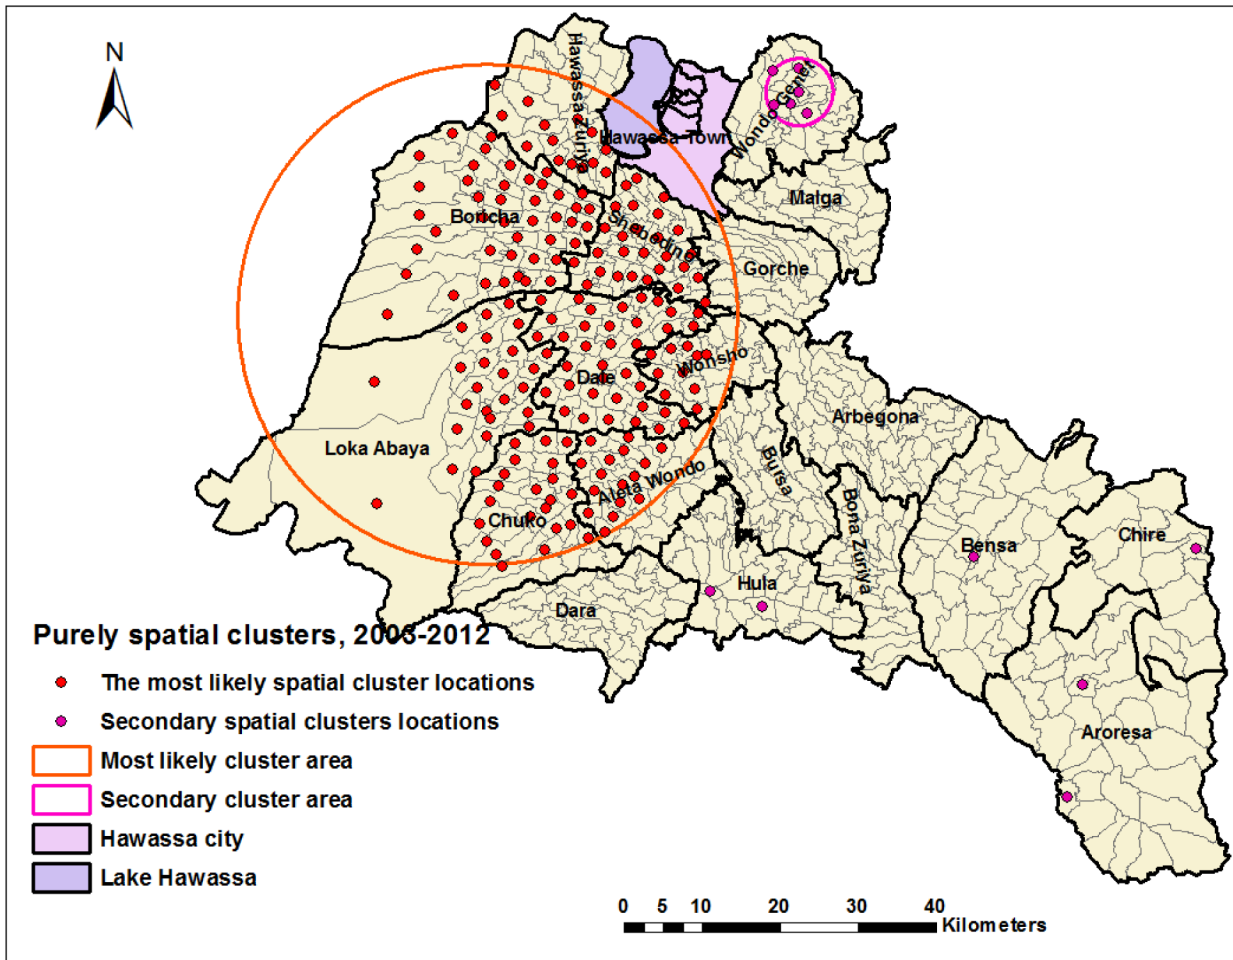 N
Hawassa Zuriya
Hawassa Town
Wondo Genet
Malga
Boricha
Shebedino
Gorche
Wonsho
Dale
Arbegona
Loka Abaya
Bursa
Aleta Wondo
Chuko
Bona Zuriya
Bensa
Chire
Hula
Dara
Aroresa
Purely spatial clusters, 2003-2012
The most likely spatial cluster locations
Secondary spatial clusters locations
Most likely cluster area
Secondary cluster area
Hawassa city
Lake Hawassa
0 5 10 20 30 40
Kilometers